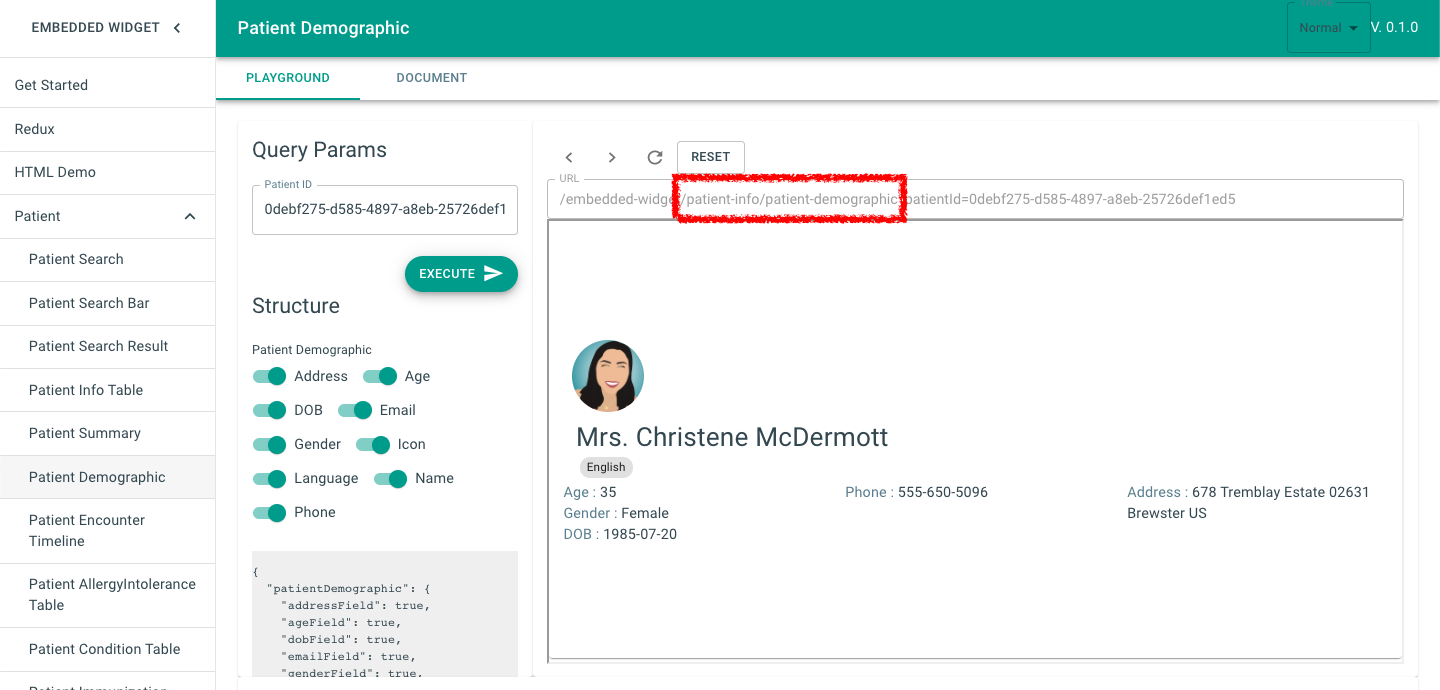 EMBEDDED WIDGET
Patient Demographic
Normal
V. 0.1.0
PLAYGROUND
DOCUMENT
Get Started
Redux
HTML Demo
Patient
Patient Search
Patient Search Bar
Patient Search Result
Patient Info Table
Patient Summary
Patient Demographic
Patient Encounter
Timeline
Patient AllergyIntolerance
Table
Patient Condition Table
Patient Immunization
Query Params
Patient ID
0debf275-d585-4897-a8eb-25726def1
EXECUTE
Structure
Patient Demographic
Address
Age
DOB
Email
Gender
Icon
Language
Name
Phone
{
"patientDemographic": {
"addressField": true,
"ageField": true,
"dobField": true,
"emailField": true,
"genderField": true,
RESET
URL
/embedded-widge /patient-info/patient-demographic patientId=0debf275-d585-4897-a8eb-25726def1ed5
Mrs. Christene McDermott
English
Age : 35
Gender : Female
DOB : 1985-07-20
Phone : 555-650-5096
Address : 678 Tremblay Estate 02631
Brewster US